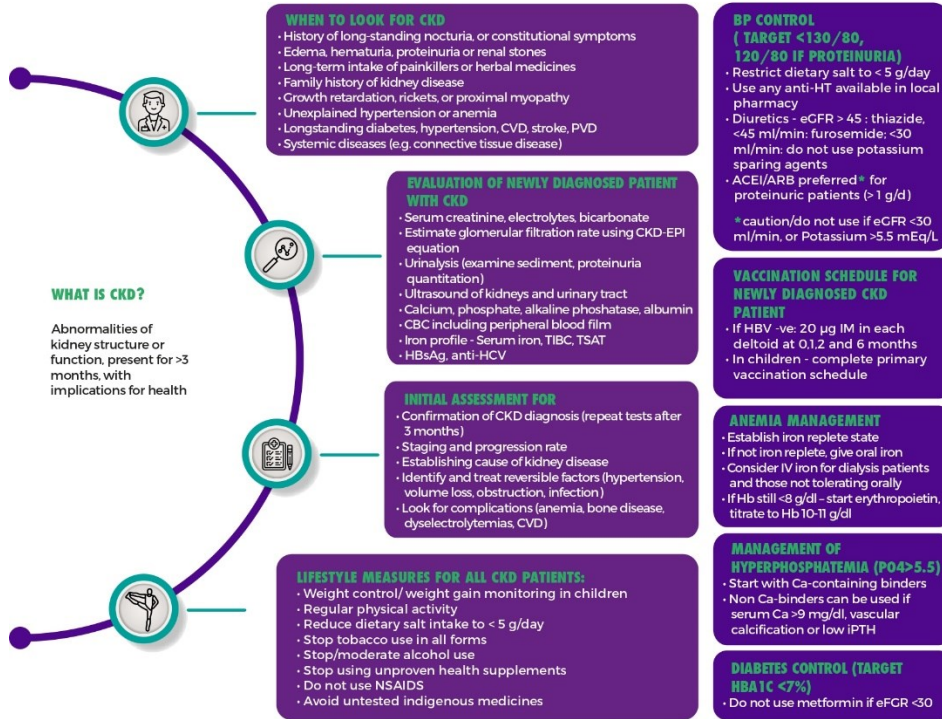 WHAT IS CKD?
Abnormalities of
kidney structure or
function, present for >3
months, with
implications for health
WHEN TO LOOK FOR CKD
• History of long-standing nocturia, or constitutional symptoms
• Edema, hematuria, proteinuria or renal stones
• Long-term intake of painkillers or herbal medicines
• Family history of kidney disease
• Growth retardation, rickets, or proximal myopathy
• Unexplained hypertension or anemia
• Longstanding diabetes, hypertension, CVD, stroke, PVD
• Systemic diseases (e.g. connective tissue disease)
EVALUATION OF NEWLY DIAGNOSED PATIENT
WITH CKD
• Serum creatinine, electrolytes, bicarbonate
• Estimate glomerular filtration rate using CKD-EPI
equation
• Urinalysis (examine sediment, proteinuria
quantitation)
• Ultrasound of kidneys and urinary tract
• Calcium, phosphate, alkaline phoshatase, albumin
• CBC including peripheral blood film
• Iron profile - Serum iron, TIBC, TSAT
• HBsAg, anti-HCV
INITIAL ASSESSMENT FOR
• Confirmation of CKD diagnosis (repeat tests after
3 months)
• Staging and progression rate
• Establishing cause of kidney disease
• Identify and treat reversible factors (hypertension,
volume loss, obstruction, infection)
• Look for complications (anemia, bone disease,
dyselectrolytemias, CVD)
LIFESTYLE MEASURES FOR ALL CKD PATIENTS:
• Weight control/ weight gain monitoring in children
• Regular physical activity
• Reduce dietary salt intake to < 5 g/day
• Stop tobacco use in all forms
• Stop/moderate alcohol use
• Stop using unproven health supplements
• Do not use NSAIDS
• Avoid untested indigenous medicines
BP CONTROL
( TARGET <130/80,
120/80 IF PROTEINURIA)
• Restrict dietary salt to < 5 g/day
• Use any anti-HT available in local
pharmacy
• Diuretics - eGFR > 45 : thiazide,
<45 ml/min: furosemide; <30
ml/min: do not use potassium
sparing agents
• ACEI/ARB preferred* for
proteinuric patients (> 1 g/d)
*caution/do not use if eGFR <30
ml/min, or Potassium >5.5 mEq/L
VACCINATION SCHEDULE FOR
NEWLY DIAGNOSED CKD
PATIENT
• If HBV -ve: 20 µg IM in each
deltoid at 0,1,2 and 6 months
• In children - complete primary
vaccination schedule
ANEMIA MANAGEMENT
• Establish iron replete state
• If not iron replete, give oral iron
• Consider IV iron for dialysis patients
and those not tolerating orally
• If Hb still <8 g/dl – start erythropoietin,
titrate to Hb 10-11 g/dl
MANAGEMENT OF
HYPERPHOSPHATEMIA (PO4>5.5)
• Start with Ca-containing binders
• Non Ca-binders can be used if
serum Ca >9 mg/dl, vascular
calcification or low iPTH
DIABETES CONTROL (TARGET
HBA1C <7%)
• Do not use metformin if eFGR <30